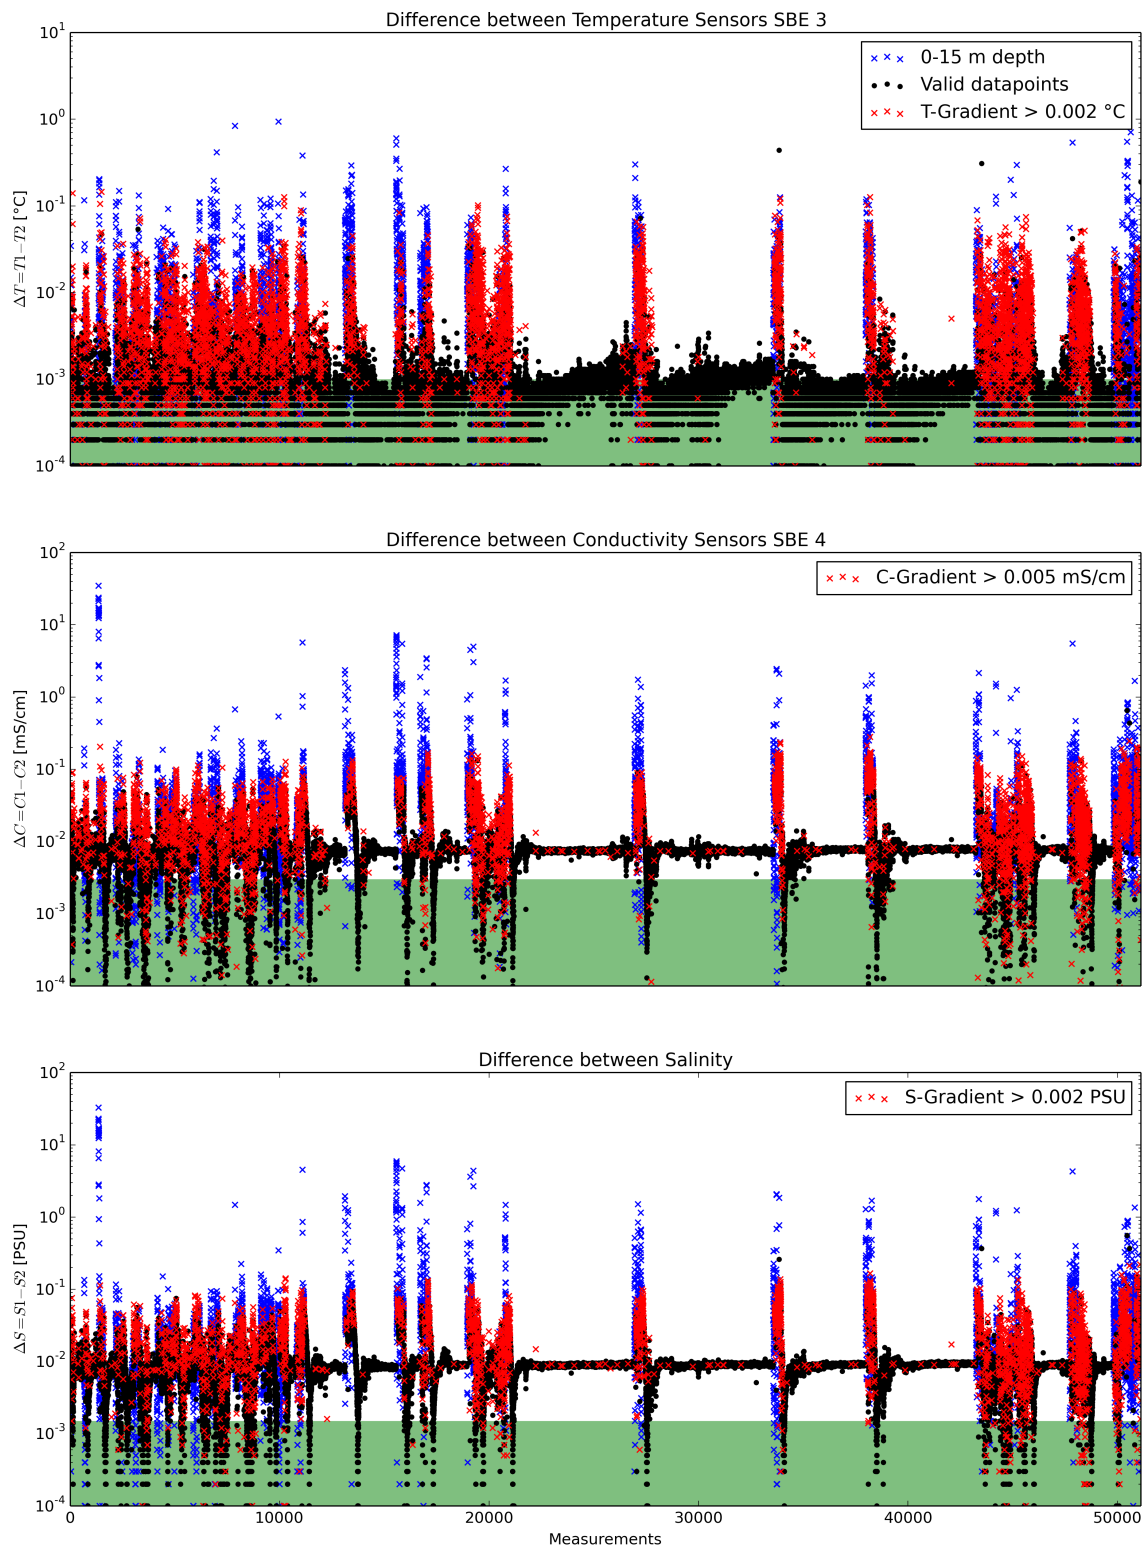 Difference between Temperature Sensors SBE 3
10^1
10^0
10^-1
10^-2
10^-3
10^-4
ΔT=T1−T2 [°C]
0-15 m depth
Valid datapoints
T-Gradient > 0.002 °C
Difference between Conductivity Sensors SBE 4
10^2
10^1
10^0
10^-1
10^-2
10^-3
10^-4
ΔC=C1−C2 [mS/cm]
C-Gradient > 0.005 mS/cm
Difference between Salinity
10^2
10^1
10^0
10^-1
10^-2
10^-3
10^-4
ΔS=S1−S2 [PSU]
S-Gradient > 0.002 PSU
0 10000 20000 30000 40000 50000
Measurements